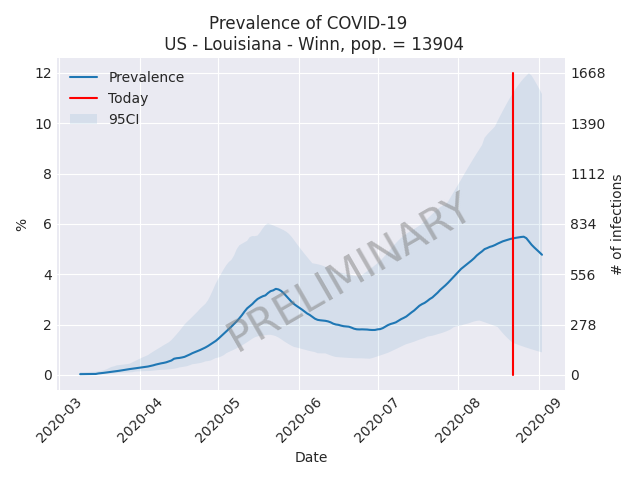 Prevalence of COVID-19
US - Louisiana - Winn, pop. = 13904
Prevalence
Today
95CI
12
10
8
6
4
2
0
%
1668
1390
1112
834
556
278
0
# of infections
PRELIMINARY
2020-03
2020-04
2020-05
2020-06
2020-07
2020-08
2020-09
Date